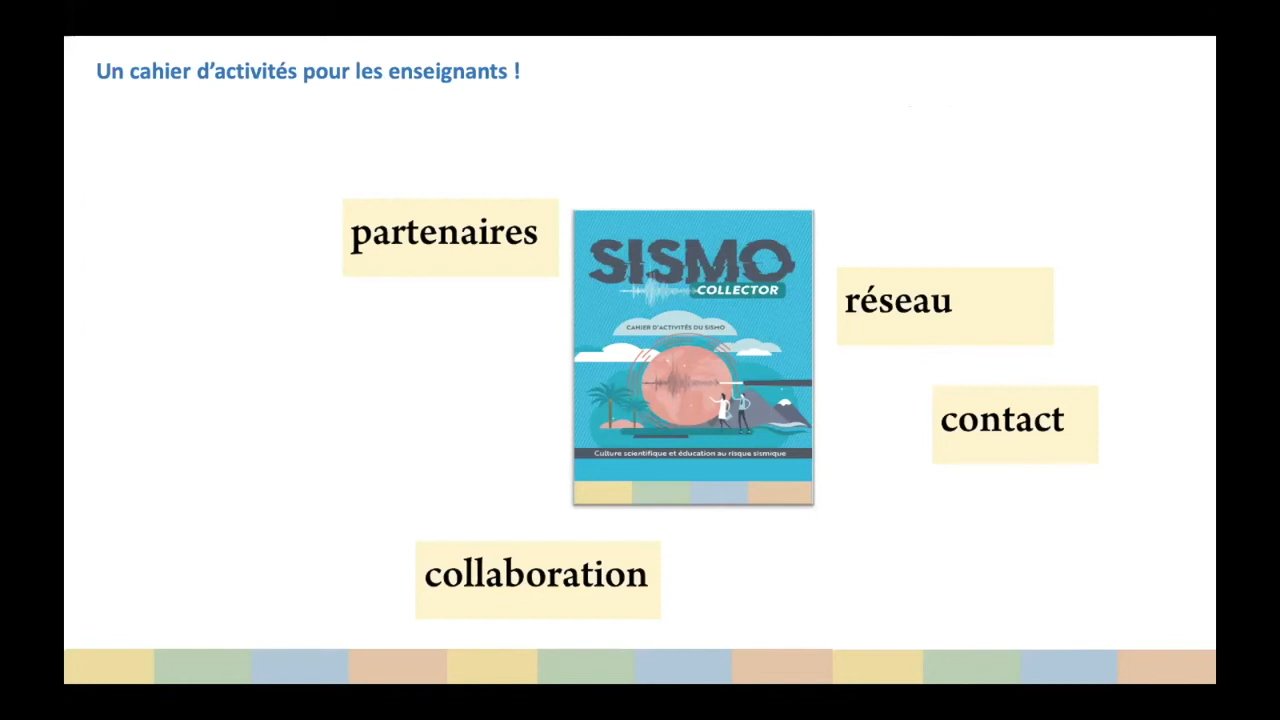 Un cahier d'activités pour les enseignants !
partenaires
SISMO
COLLECTOR
CAHIER D'ACTIVITÉS DU SISMO
Culture scientifique et éducation au risque sismique
réseau
contact
collaboration